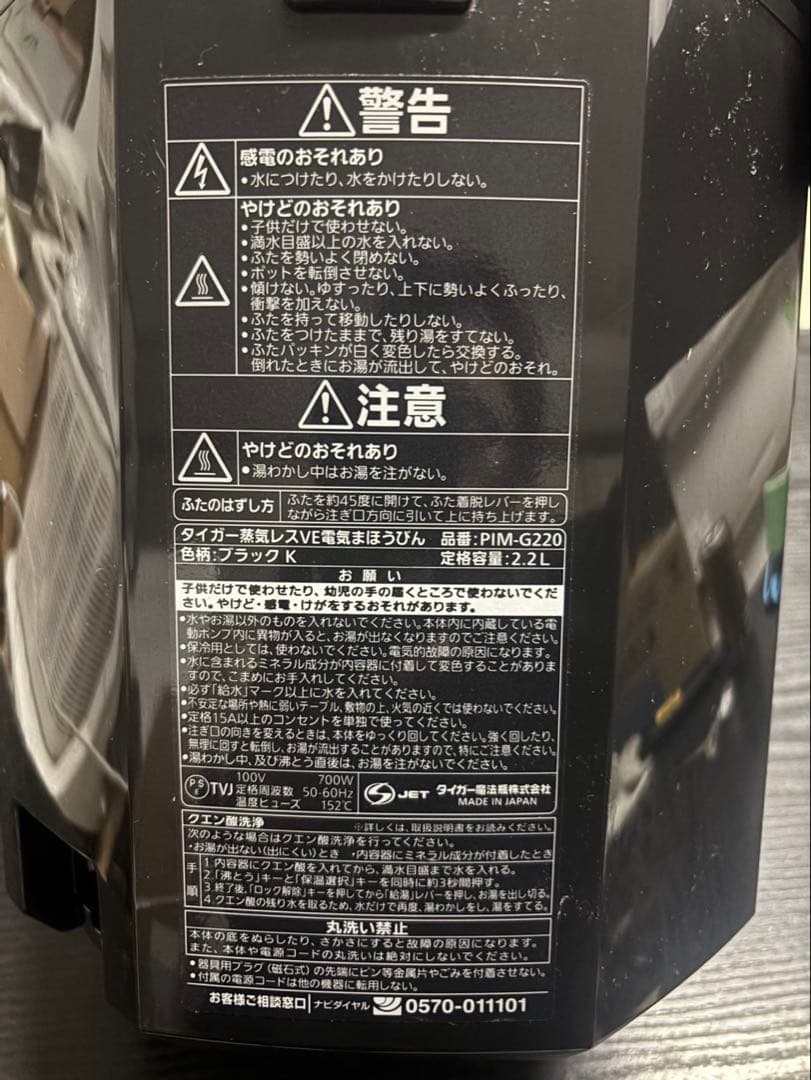 警告
感電のおそれあり
•水につけたり、水をかけたりしない。
やけどのおそれあり
•子供だけで使わせない。
•満水目盛以上の水を入れない。
•ふたを勢いよく閉めない。
•ポットを転倒させない。
•傾けない。ゆすったり、上下に勢いよくふったり、
衝撃を加えない。
•ふたを持って移動したりしない。
•ふたをつけたままで、残り湯をすてない。
•ふたパッキンが白く変色したら交換する。
倒れたときにお湯が流出して、やけどのおそれ。
注意
やけどのおそれあり
•湯わかし中はお湯を注がない。
ふたのはずし方
ふたを約45度に開けて、ふた着脱レバーを押し
ながら注ぎ口方向に引いて上に持ち上げます。
タイガー蒸気レスVE電気まほうびん 品番:PIM-G220
色柄:ブラック K 定格容量:2.2L
お願い
子供だけで使わせたり、幼児の手の届くところで使わないでくだ
さい。やけど・感電・けがをするおそれがあります。
•水やお湯以外のものを入れないでください。本体内に内蔵している電
動ポンプ内に異物が入ると、お湯が出なくなりますのでご注意ください。
•保冷用としては、使わないでください。電気的故障の原因になります。
•水に含まれるミネラル成分が内容器に付着して変色することがありま
すので、こまめにお手入れしてください。
•必ず「給水」マーク以上に水を入れてください。
•不安定な場所や熱に弱いテーブル、敷物の上、火気の近くでは使わないでください。
•定格15A以上のコンセントを単独で使ってください。
•注ぎ口の向きを変えるときは、本体をゆっくり回してください。強く回したり、
無理に回すと転倒し、お湯が流出することがありますので、特にご注意ください。
•湯わかし中、及び沸とう直後は、お湯を注がないでください。
PSE TVJ
100V 700W
定格周波数 50-60Hz
温度ヒューズ 152℃
JET タイガー魔法瓶株式会社
MADE IN JAPAN
クエン酸洗浄 ※詳しくは、取扱説明書をお読みください。
次のような場合はクエン酸洗浄を行ってください。
•お湯が出ない(出にくい)とき •内容器にミネラル成分が付着したとき
手順
1.内容器にクエン酸を入れてから、満水目盛まで水を入れる。
2.「沸とう」キーと「保温選択」キーを同時に約3秒間押す。
3.終了後、「ロック解除」キーを押してから「給湯」レバーを押し、お湯を出し切る。
4.クエン酸の残り水を取るため、水だけで再度、湯わかしをし、湯をすてる。
丸洗い禁止
本体の底をぬらしたり、さかさにすると故障の原因になります。
また、本体や電源コードの丸洗いは絶対にしないでください。
•器具用プラグ(磁石式)の先端にピン等金属片やごみを付着させない。
•付属の電源コードは他の機器に転用しない。
お客様ご相談窓口 ナビダイヤル 0570-011101